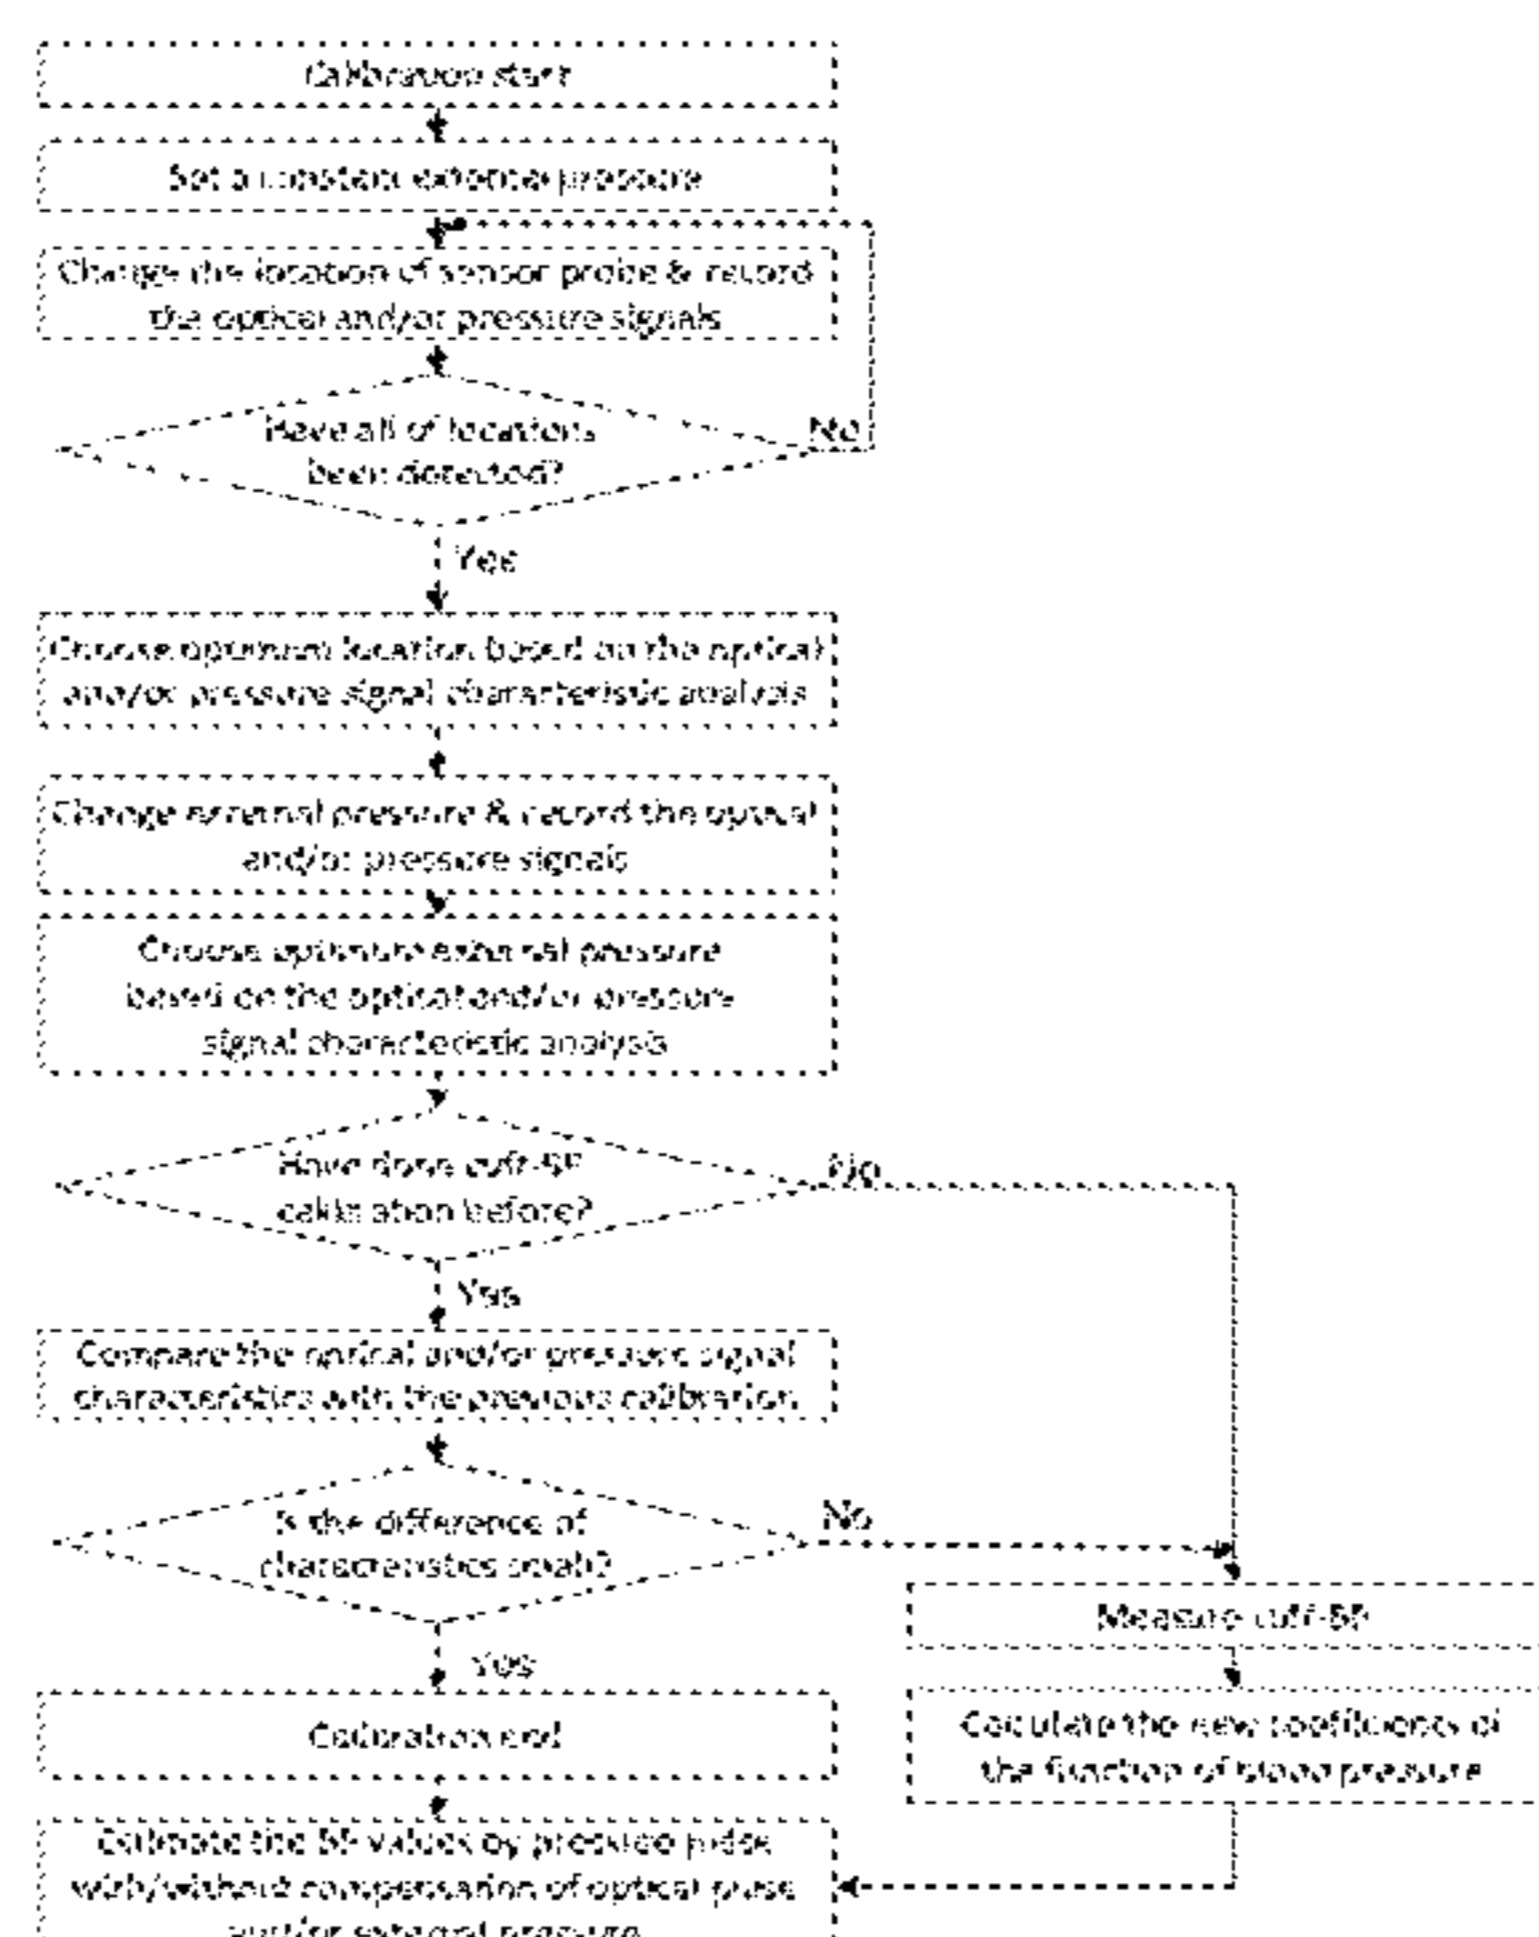 Calibration start
Set a constant external pressure
Change the location of sensor probe & record
the optical and/or pressure signals
Have all of locations
been detected?
No
Yes
Choose optimum location based on the optical
and/or pressure signal characteristic analysis
Change external pressure & record the optical
and/or pressure signals
Choose optimum external pressure
based on the optical and/or pressure
signal characteristic analysis
Have done cuff-BP
calibration before?
No
Yes
Compare the optical and/or pressure signal
characteristics with the previous calibration
Is the difference of
characteristics small?
No
Yes
Measure cuff-BP
Calibration end
Calculate the new coefficients of
the function of blood pressure
Estimate the BP values by pressure pulse
with/without compensation of optical pulse
and/or external pressure